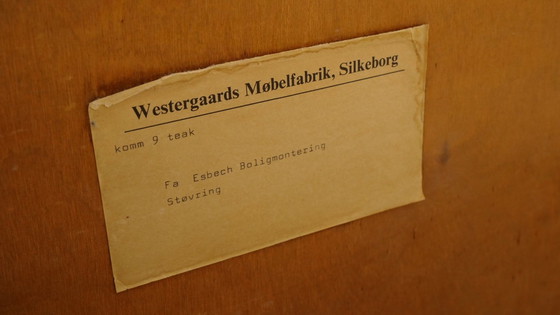 Westergaards Møbelfabrik, Silkeborg
komm 9 teak
Fa Esbech Boligmontering
Støvring